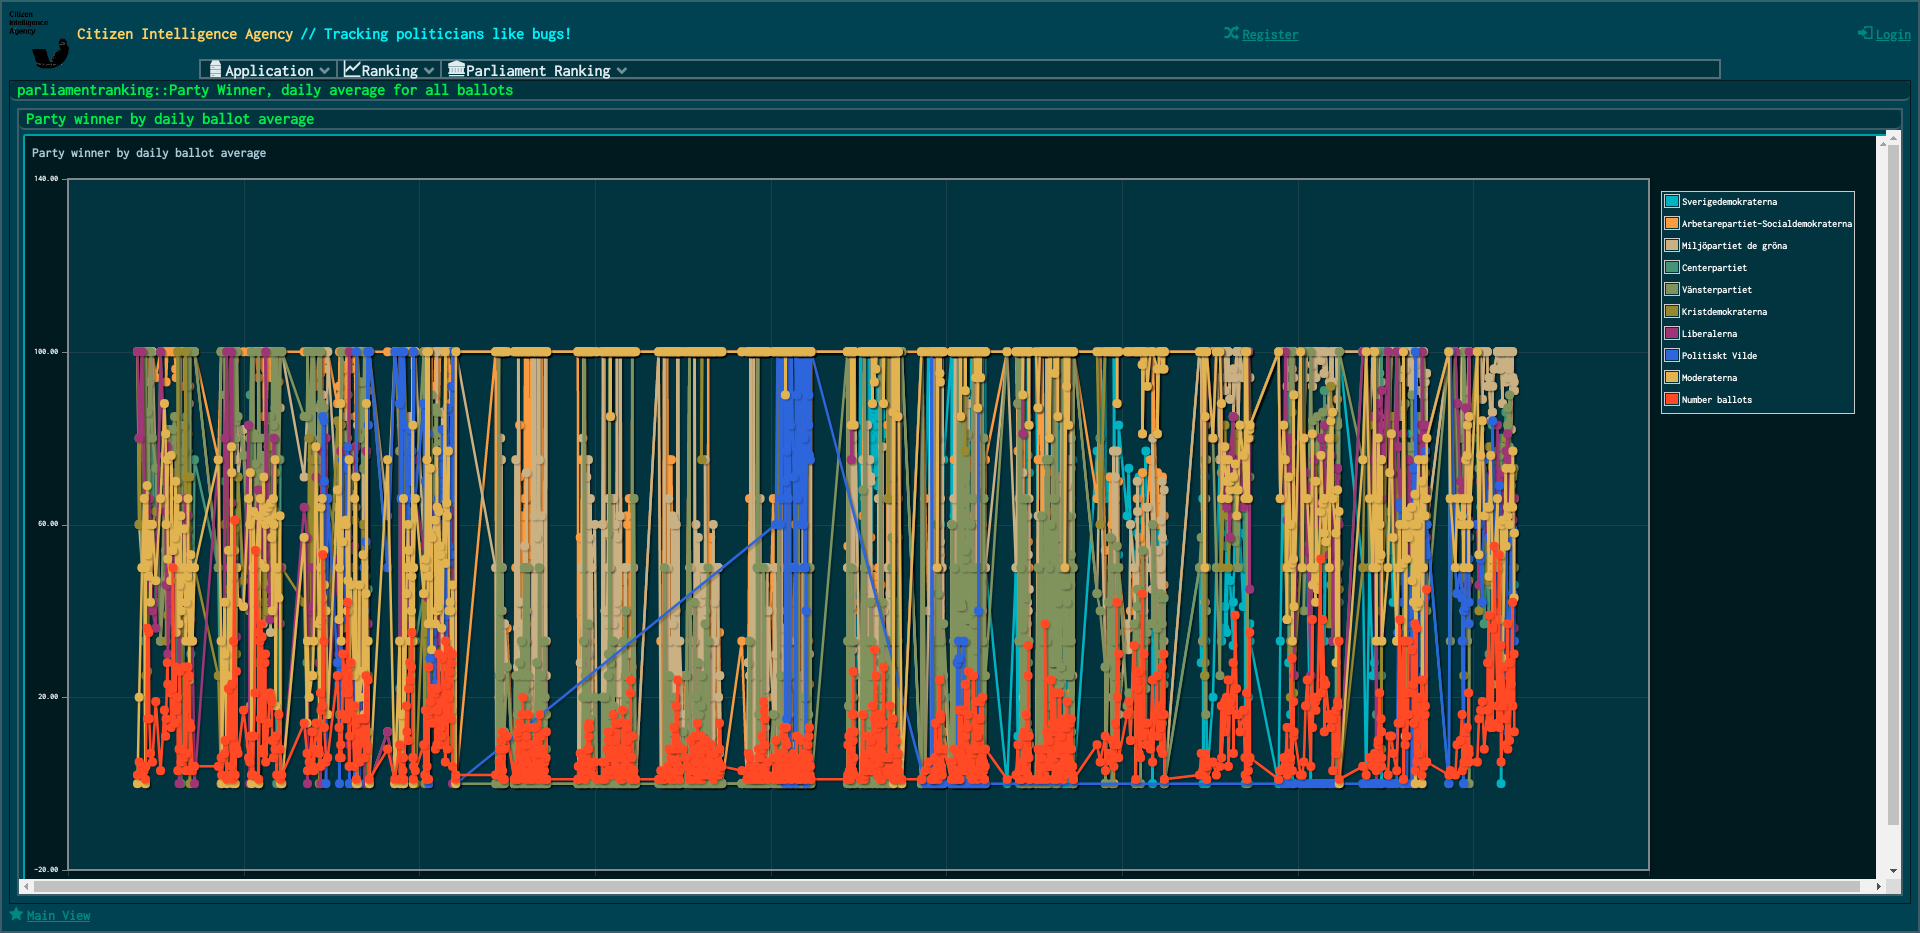 Citizen
Intelligence
Agency
Citizen Intelligence Agency // Tracking politicians like bugs!
Register
Login
Application
Ranking
Parliament Ranking
parliamentranking::Party Winner, daily average for all ballots
Party winner by daily ballot average
Party winner by daily ballot average
140.00
100.00
60.00
20.00
-20.00
Sverigedemokraterna
Arbetarepartiet-Socialdemokraterna
Miljöpartiet de gröna
Centerpartiet
Vänsterpartiet
Kristdemokraterna
Liberalerna
Politiskt Vilde
Moderaterna
Number ballots
Main View